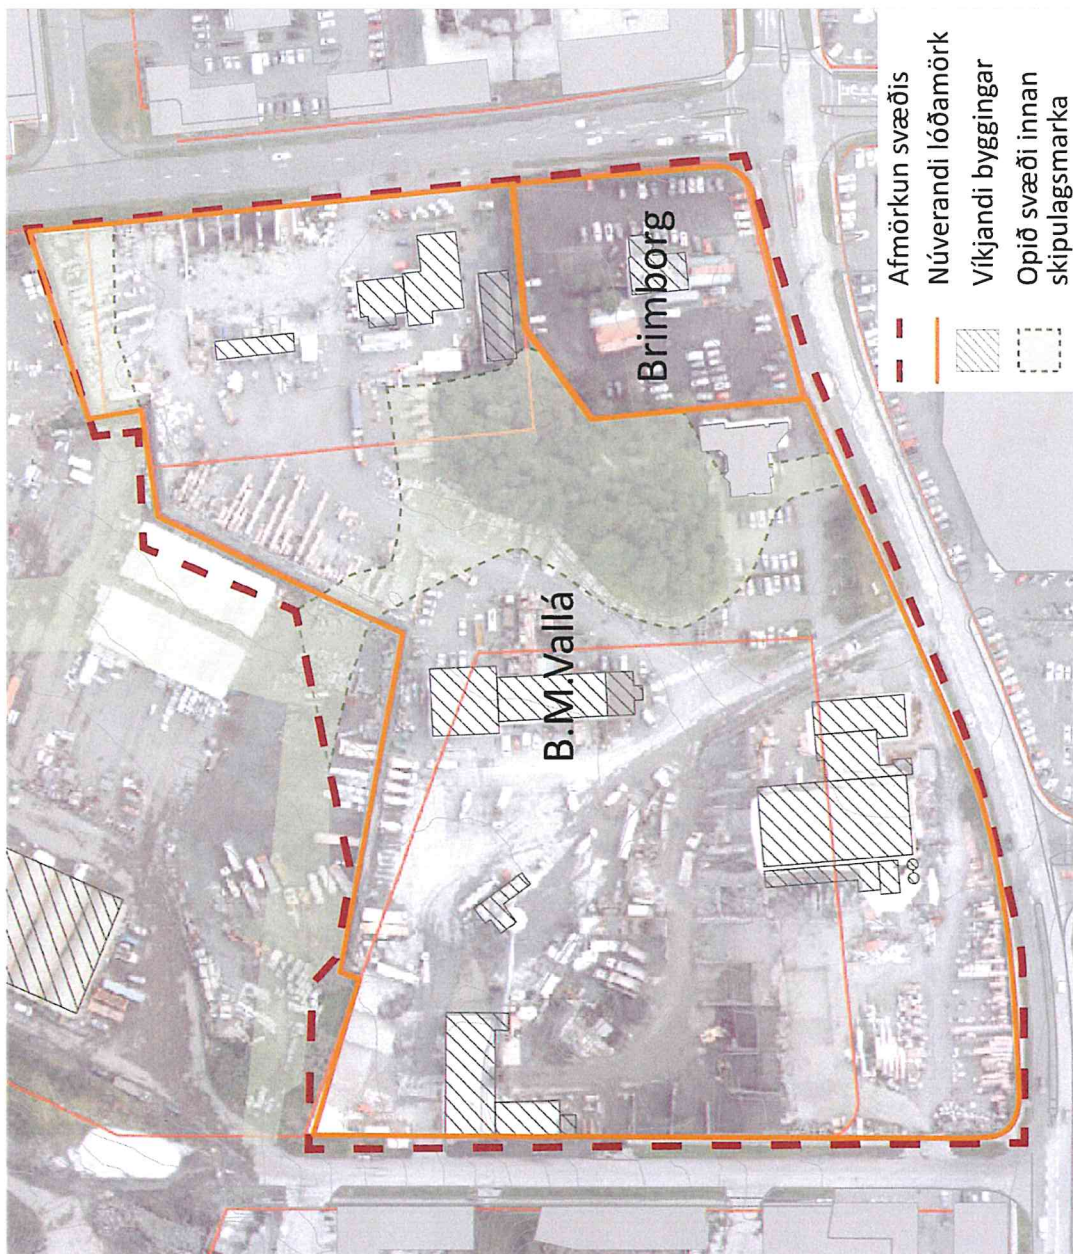 Brimborg
B.M.Vallá
Afmörkun svæðis
Núverandi lóðamörk
Víkjandi byggingar
Opið svæði innan
skipulagsmarka